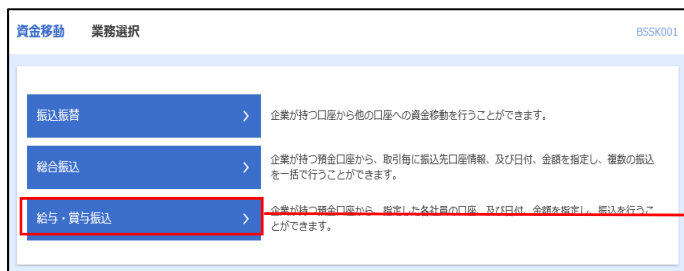 資金移動 業務選択 BSSK001
振込振替
企業が持つ口座から他の口座への資金移動を行うことができます。
総合振込
企業が持つ預金口座から、取引毎に振込先口座情報、及び日付、金額を指定し、複数の振込
を一括で行うことができます。
給与・賞与振込
企業が持つ預金口座から、指定した各社員の口座、及び日付、金額を指定し、振込を行うこ
とができます。